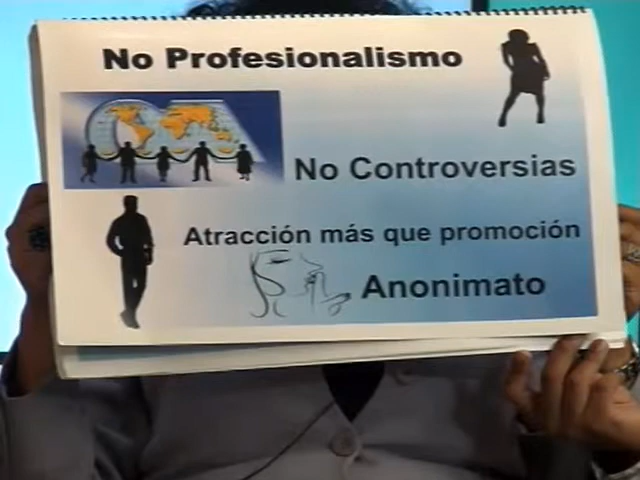 No Profesionalismo
No Controversias
Atracción más que promoción
Anonimato